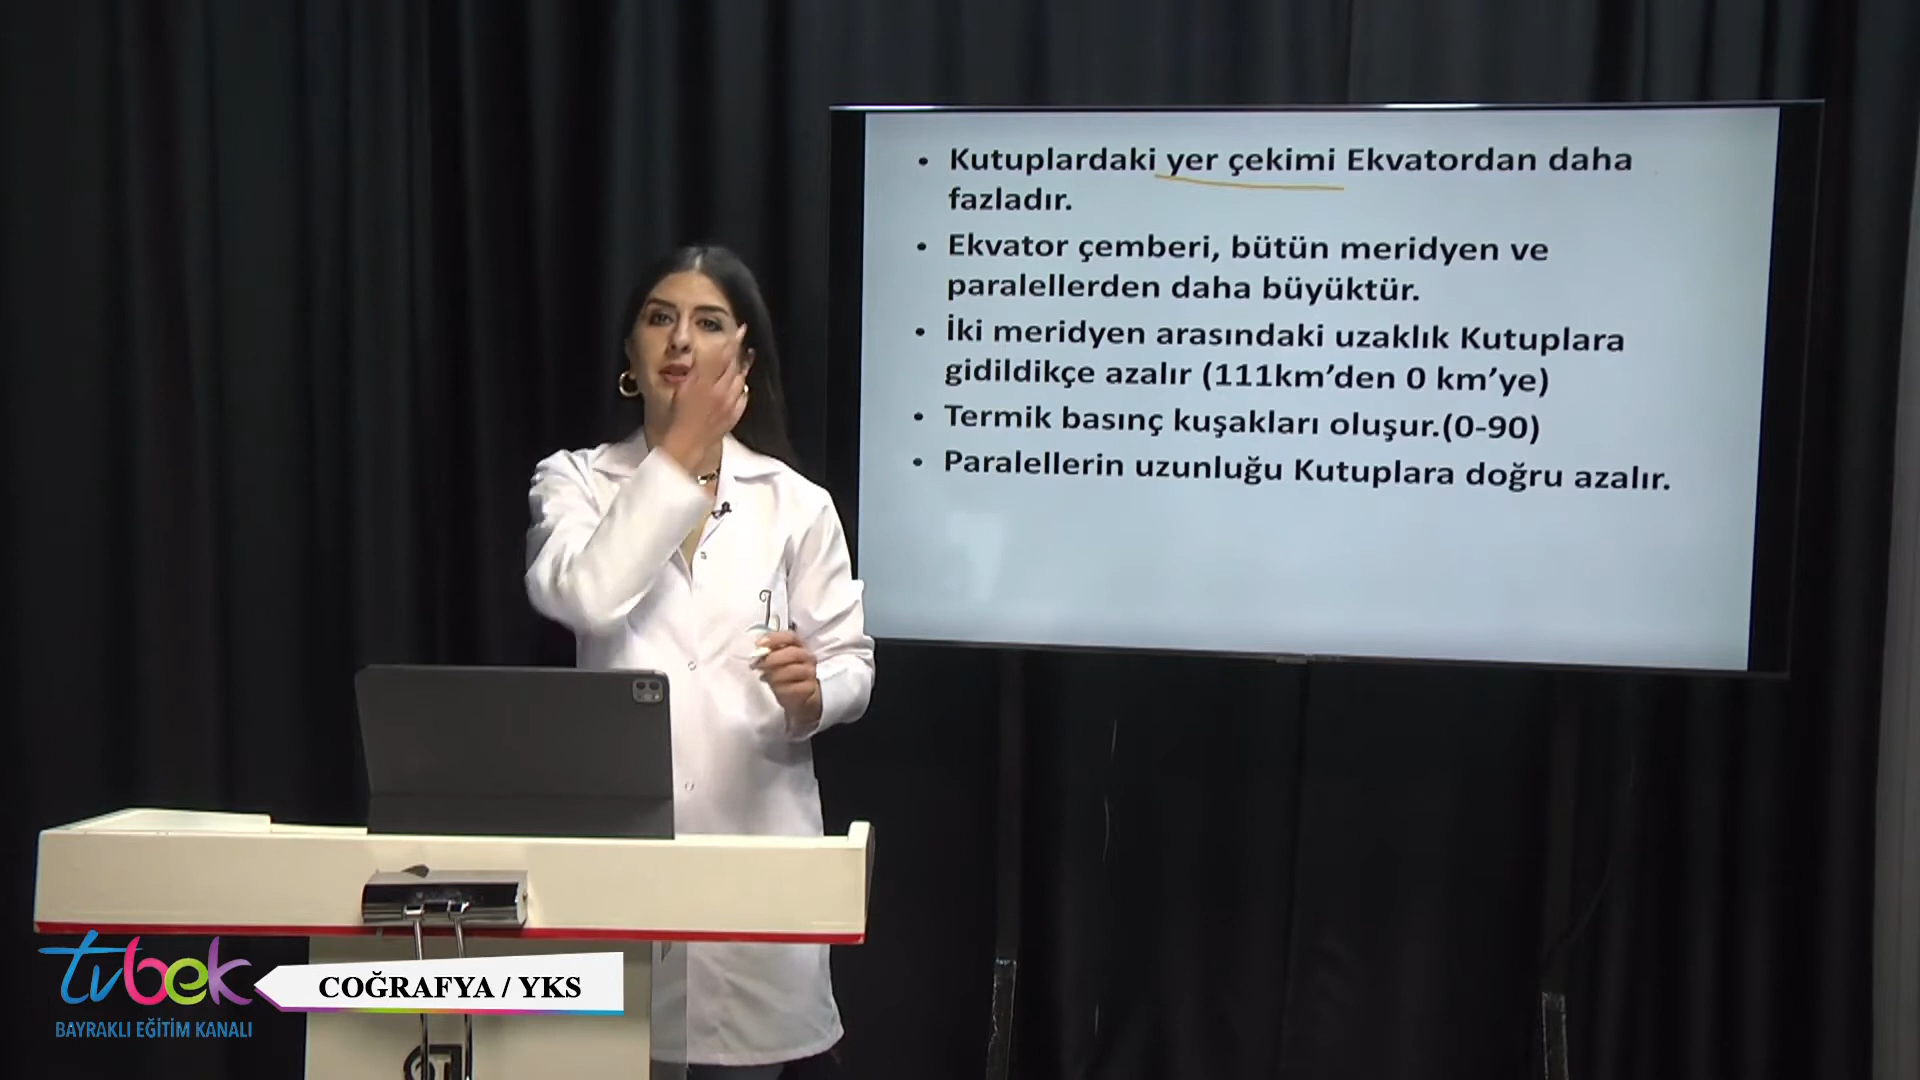 • Kutuplardaki yer çekimi Ekvatordan daha
fazladır.
• Ekvator çemberi, bütün meridyen ve
paralellerden daha büyüktür.
• İki meridyen arasındaki uzaklık Kutuplara
gidildikçe azalır (111km’den 0 km’ye)
• Termik basınç kuşakları oluşur.(0-90)
• Paralellerin uzunluğu Kutuplara doğru azalır.
tvbek
BAYRAKLI EĞİTİM KANALI
COĞRAFYA / YKS